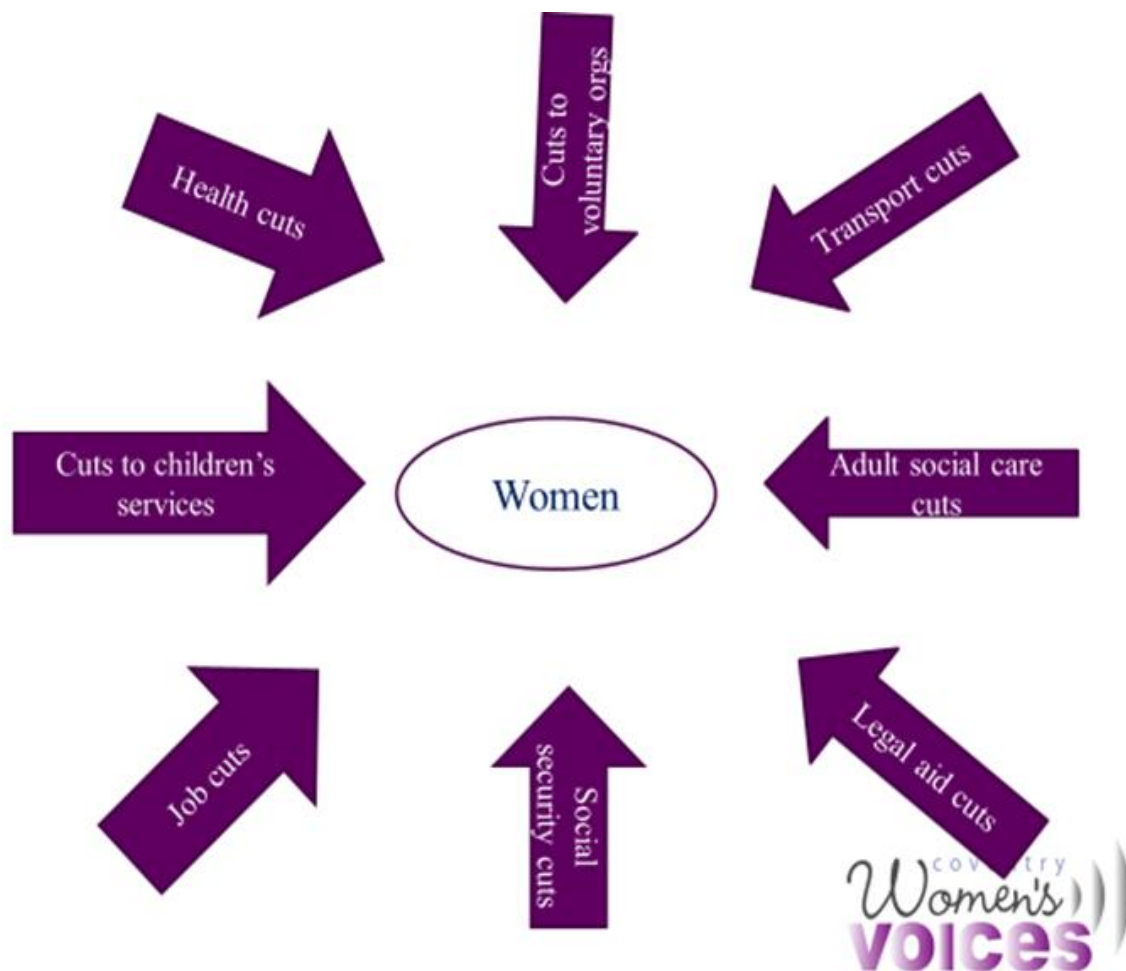 Cuts to
voluntary orgs
Health cuts
Transport cuts
Cuts to children's
services
Women
Adult social care
cuts
Job cuts
Social
security cuts
Legal aid cuts
coventry
Women's
voices